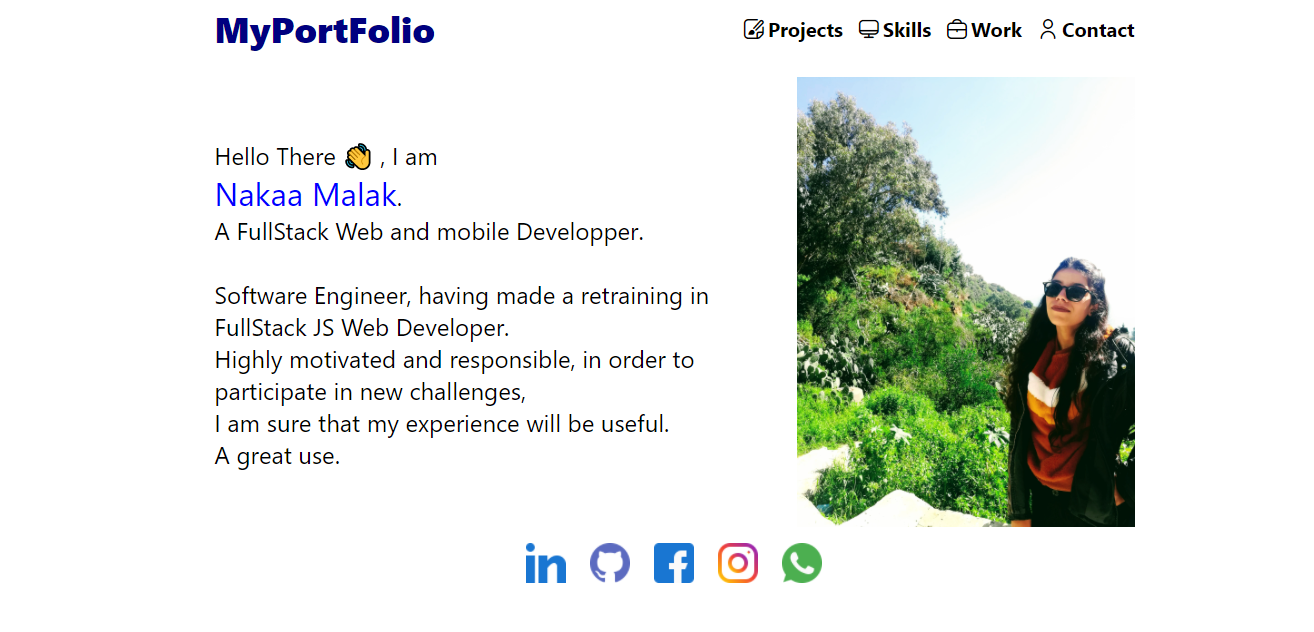 MyPortFolio
Projects Skills Work Contact
Hello There 👋 , I am
Nakaa Malak.
A FullStack Web and mobile Developper.
Software Engineer, having made a retraining in
FullStack JS Web Developer.
Highly motivated and responsible, in order to
participate in new challenges,
I am sure that my experience will be useful.
A great use.